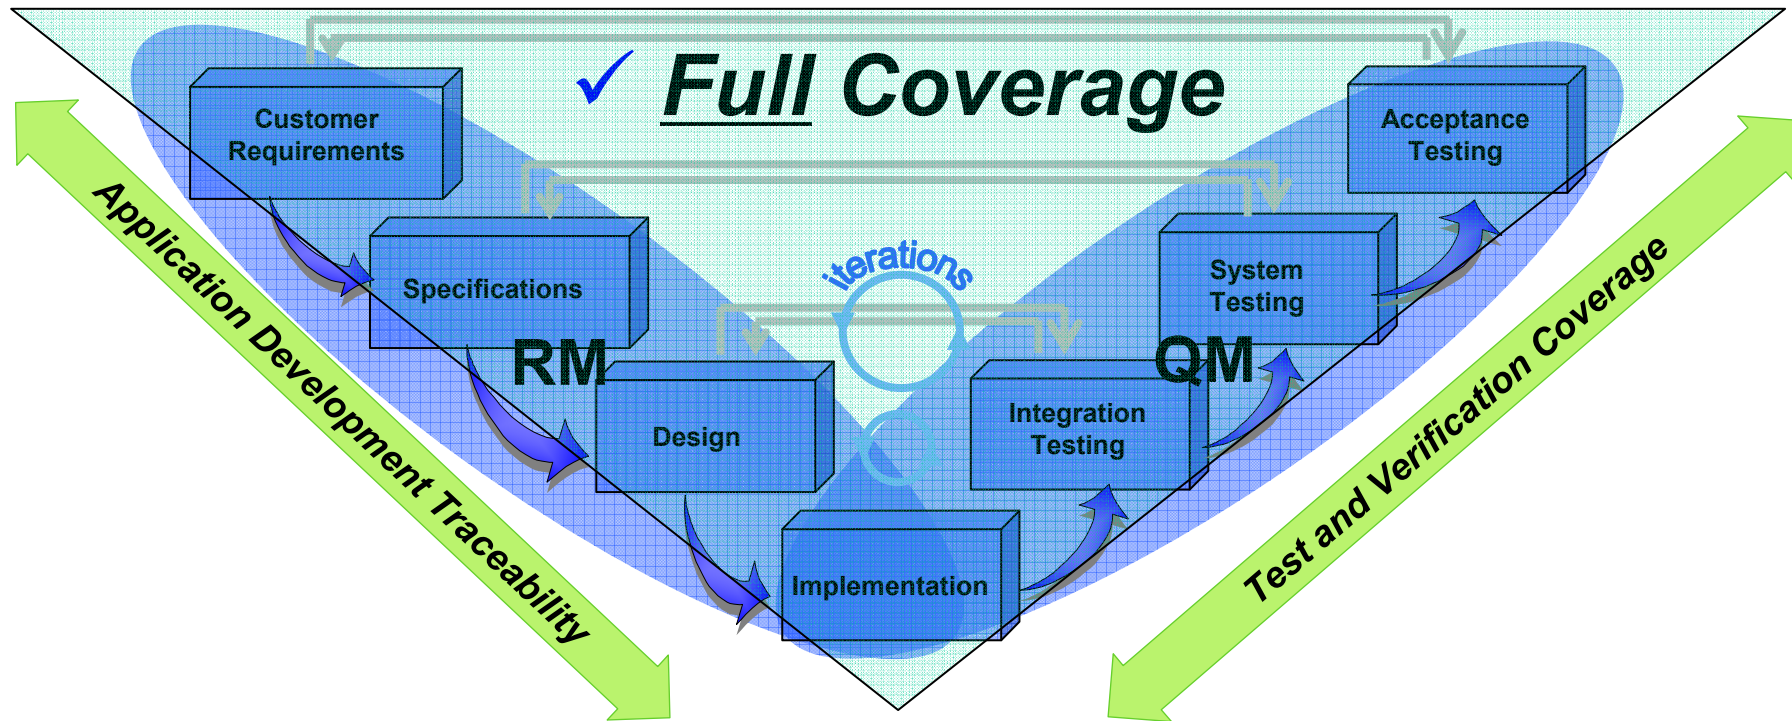 ✓ Full Coverage
Customer
Requirements
Acceptance
Testing
Application Development Traceability
Specifications
iterations
System
Testing
Test and Verification Coverage
RM
QM
Design
Integration
Testing
Implementation